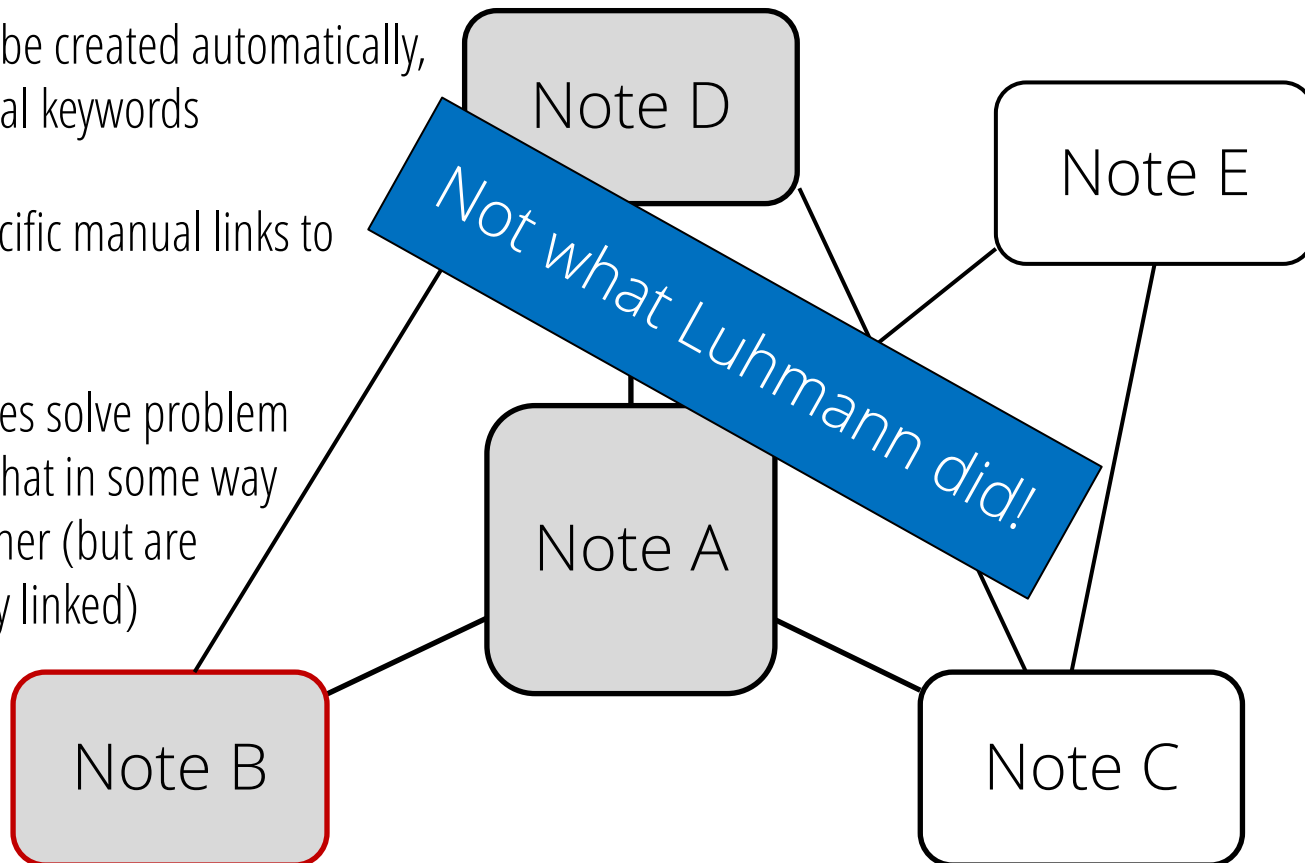 be created automatically,
al keywords
cific manual links to
es solve problem
hat in some way
her (but are
y linked)
Note D
Note E
Not what Luhmann did!
Note A
Note B
Note C